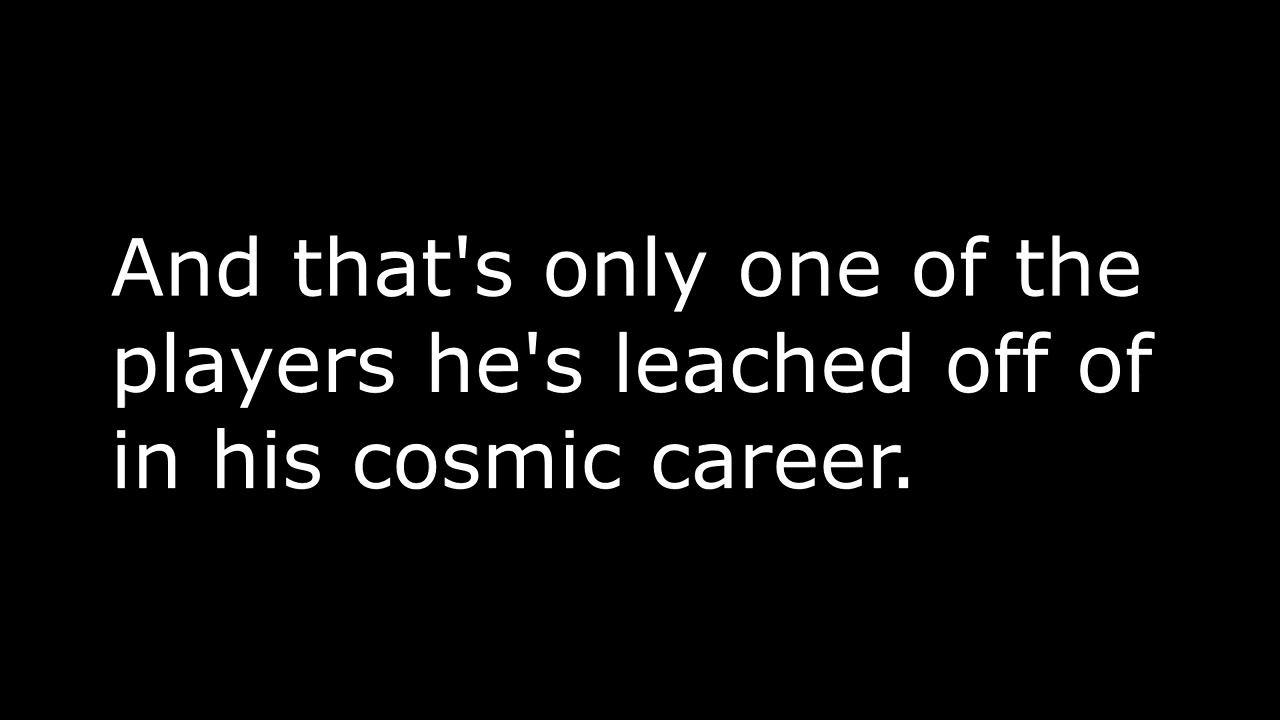 And that's only one of the
players he's leached off of
in his cosmic career.